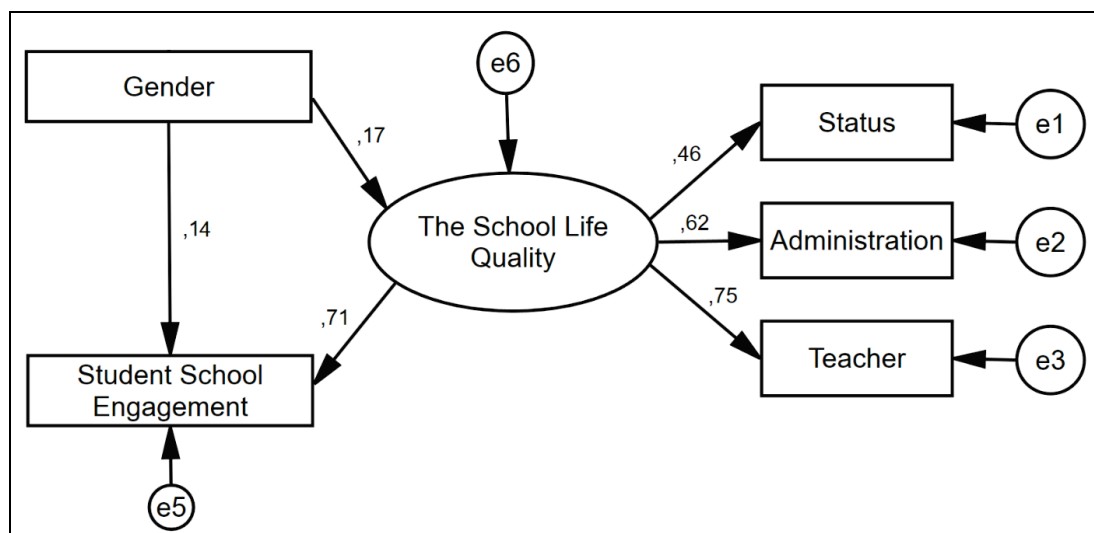 Gender
e6
Status
e1
,17
,46
The School Life
Quality
,62
Administration
e2
,14
,75
,71
Student School
Engagement
Teacher
e3
e5